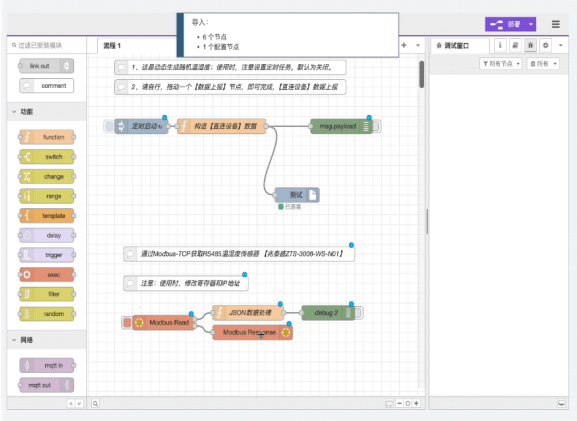 导入：
• 6 个节点
• 1 个配置节点
部署
过滤已安装模块
流程 1
调试窗口
所有节点
所有
link out
comment
功能
function
switch
change
range
template
delay
trigger
exec
filter
random
网络
mqtt in
mqtt out
1、这是动态生成随机温湿度；使用时，注意设置定时任务，默认为关闭。
2、请自行，拖动一个【数据上报】节点，即可完成，【直连设备】数据上报
定时启动
构造【直连设备】数据
msg.payload
测试
已连接
通过Modbus-TCP获取RS485温湿度传感器 【兆泰盛ZTS-3008-WS-N01】
注意：使用时，修改寄存器和IP地址
Modbus Read
JSON数据处理
debug 2
Modbus Response